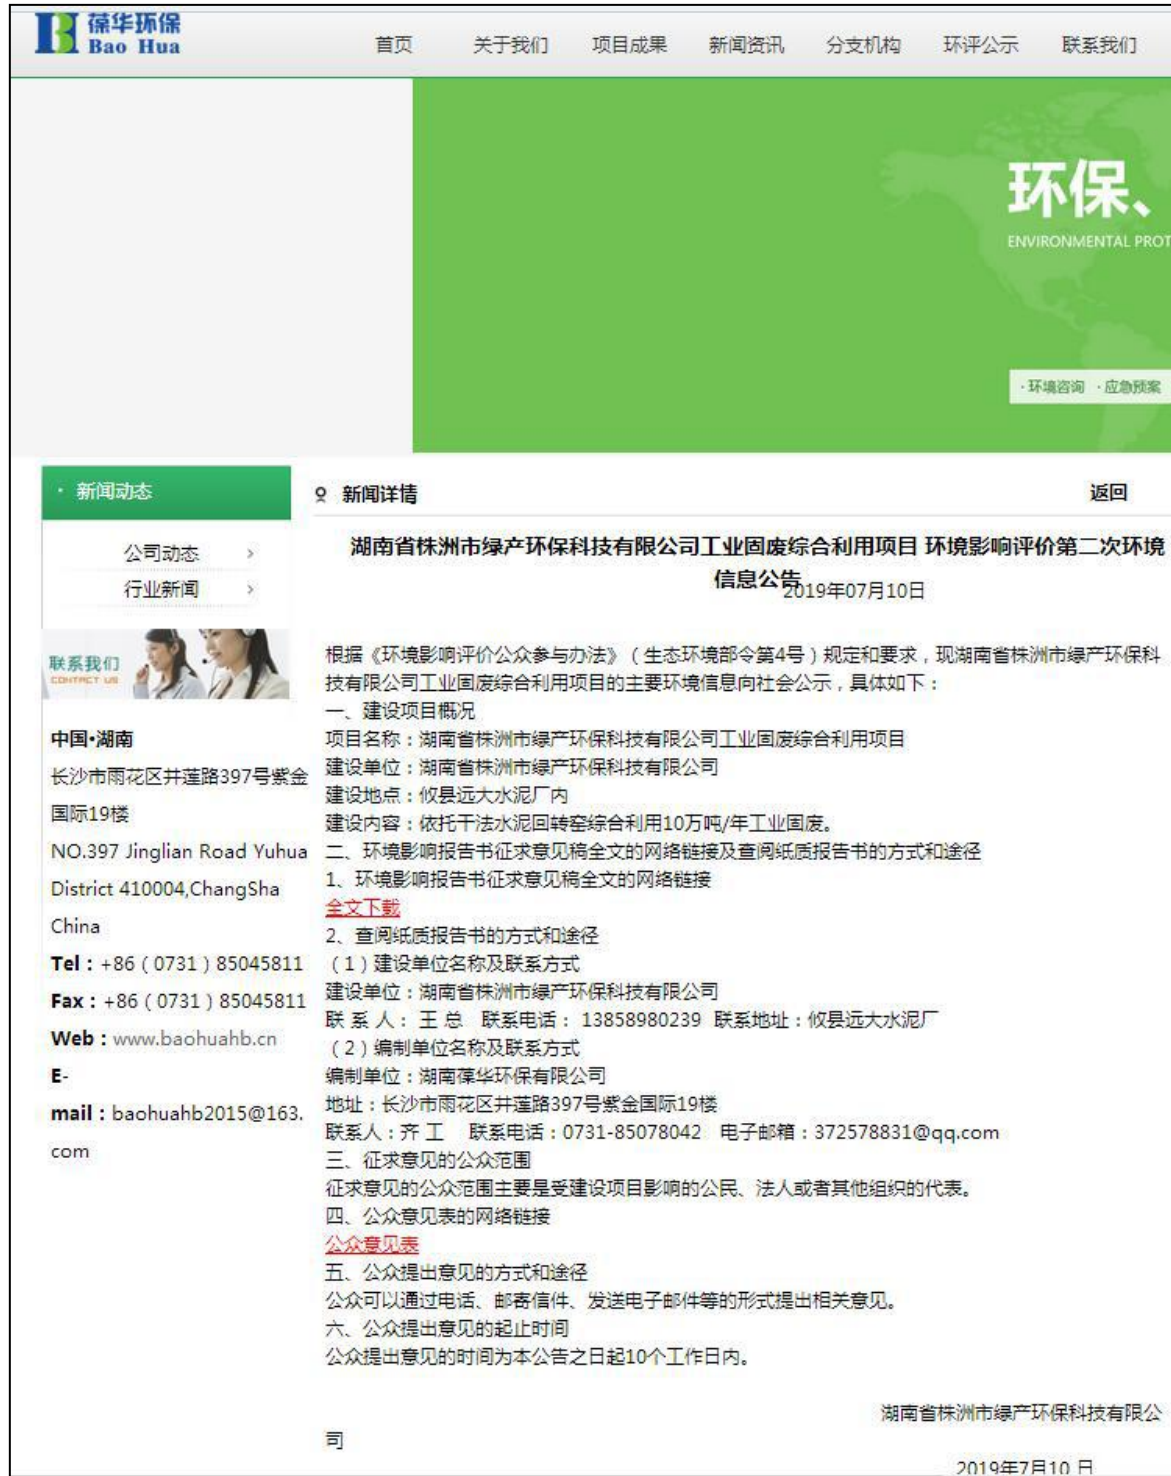 葆华环保
Bao Hua
首页 关于我们 项目成果 新闻资讯 分支机构 环评公示 联系我们
环保、
ENVIRONMENTAL PROT
·环境咨询 ·应急预案
· 新闻动态
公司动态 >
行业新闻 >
联系我们
CONTACT US
中国•湖南
长沙市雨花区井莲路397号紫金
国际19楼
NO.397 Jinglian Road Yuhua
District 410004,ChangSha
China
Tel：+86（0731）85045811
Fax：+86（0731）85045811
Web：www.baohuahb.cn
E-
mail：baohuahb2015@163.
com
新闻详情 返回
湖南省株洲市绿产环保科技有限公司工业固废综合利用项目 环境影响评价第二次环境
信息公告
2019年07月10日
根据《环境影响评价公众参与办法》（生态环境部令第4号）规定和要求，现湖南省株洲市绿产环保科
技有限公司工业固废综合利用项目的主要环境信息向社会公示，具体如下：
一、建设项目概况
项目名称：湖南省株洲市绿产环保科技有限公司工业固废综合利用项目
建设单位：湖南省株洲市绿产环保科技有限公司
建设地点：攸县远大水泥厂内
建设内容：依托干法水泥回转窑综合利用10万吨/年工业固废。
二、环境影响报告书征求意见稿全文的网络链接及查阅纸质报告书的方式和途径
1、环境影响报告书征求意见稿全文的网络链接
全文下载
2、查阅纸质报告书的方式和途径
（1）建设单位名称及联系方式
建设单位：湖南省株洲市绿产环保科技有限公司
联 系 人： 王 总 联系电话： 13858980239 联系地址：攸县远大水泥厂
（2）编制单位名称及联系方式
编制单位：湖南葆华环保有限公司
地址：长沙市雨花区井莲路397号紫金国际19楼
联系人：齐 工 联系电话：0731-85078042 电子邮箱：372578831@qq.com
三、征求意见的公众范围
征求意见的公众范围主要是受建设项目影响的公民、法人或者其他组织的代表。
四、公众意见表的网络链接
公众意见表
五、公众提出意见的方式和途径
公众可以通过电话、邮寄信件、发送电子邮件等的形式提出相关意见。
六、公众提出意见的起止时间
公众提出意见的时间为本公告之日起10个工作日内。
湖南省株洲市绿产环保科技有限公
司
2019年7月10 日